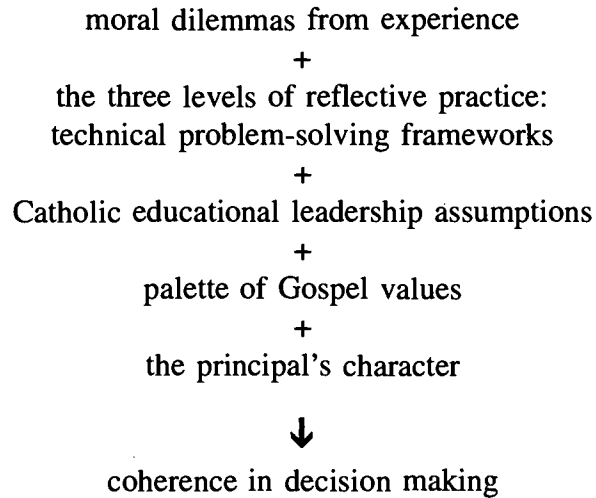 moral dilemmas from experience
+
the three levels of reflective practice:
technical problem-solving frameworks
+
Catholic educational leadership assumptions
+
palette of Gospel values
+
the principal's character
↓
coherence in decision making